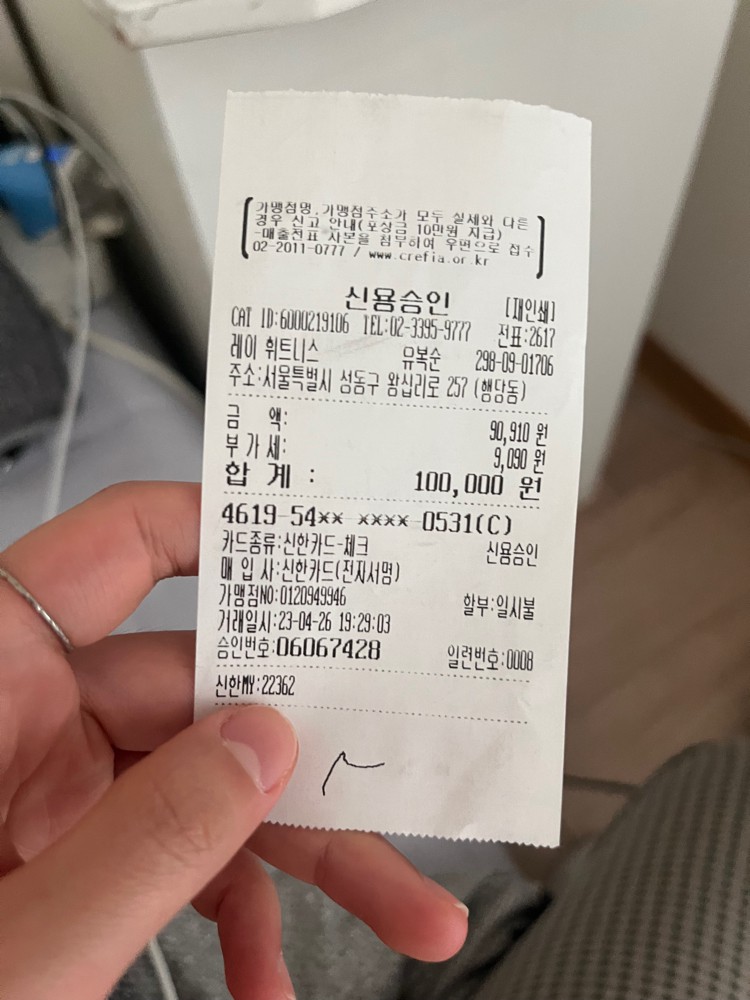 가맹점명,가맹점주소가 모두 실세와 다른
경우 신고 안내(포상금 10만원 지급)
-매출전표 사본을 첨부하여 우편으로 접수
02-2011-0777 / www.crefia.or.kr
신용승인 [재인쇄]
CAT ID:6000219106 TEL:02-3395-9777 전표:2617
레이 휘트니스 유복순 298-09-01706
주소:서울특별시 성동구 왕십리로 257 (행당동)
금 액: 90,910 원
부 가 세: 9,090 원
합 계 : 100,000 원
4619-54** **** 0531(C)
카드종류:신한카드-체크 신용승인
매 입 사:신한카드(전자서명)
가맹점NO:0120949946 할부:일시불
거래일시:23-04-26 19:29:03
승인번호:06067428 일련번호:0008
신한MY:22362